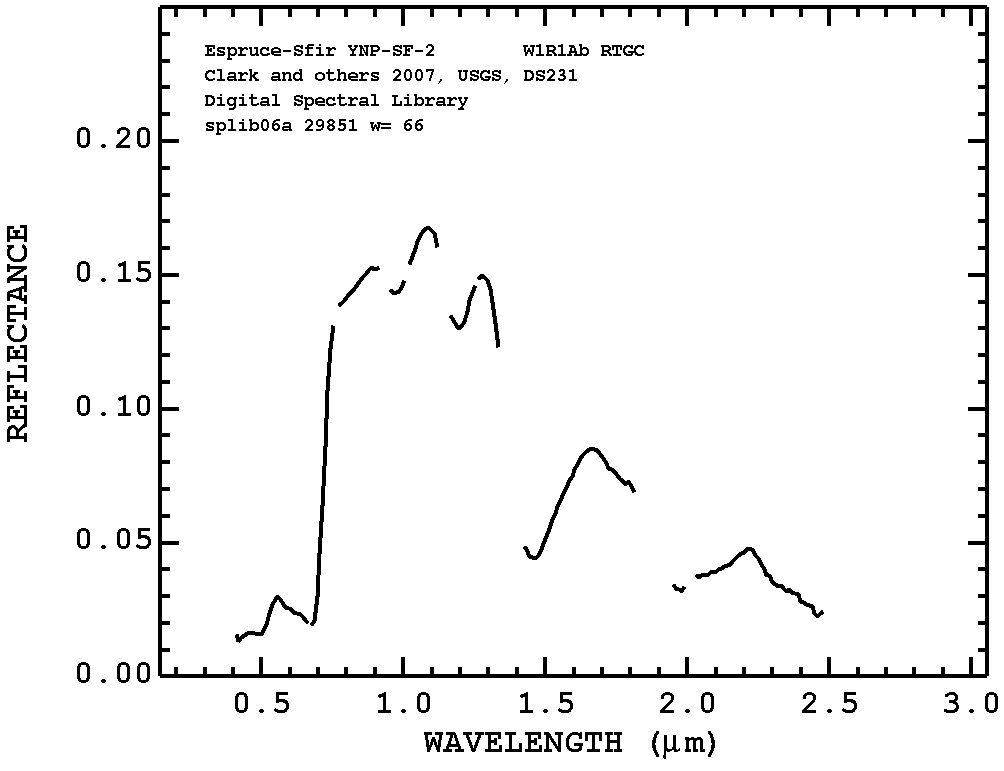 Espruce-Sfir YNP-SF-2 W1R1Ab RTGC
Clark and others 2007, USGS, DS231
Digital Spectral Library
splib06a 29851 w= 66
0.20
0.15
0.10
0.05
0.00
REFLECTANCE
0.5 1.0 1.5 2.0 2.5 3.0
WAVELENGTH (μm)